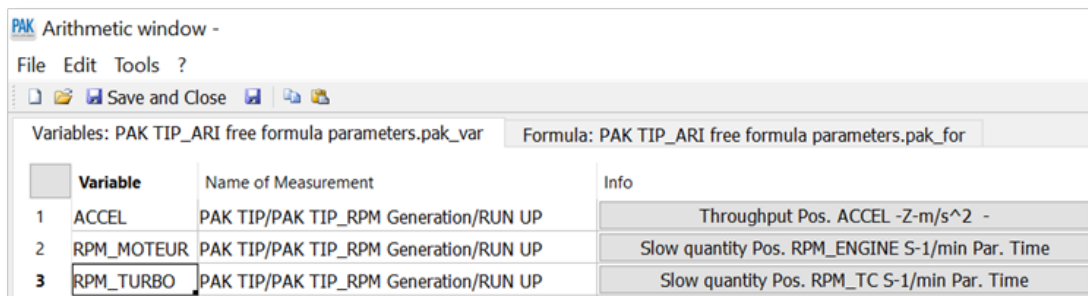 PAK Arithmetic window -
File Edit Tools ?
Save and Close
Variables: PAK TIP_ARI free formula parameters.pak_var Formula: PAK TIP_ARI free formula parameters.pak_for
Variable Name of Measurement Info
1 ACCEL PAK TIP/PAK TIP_RPM Generation/RUN UP Throughput Pos. ACCEL -Z-m/s^2 -
2 RPM_MOTEUR PAK TIP/PAK TIP_RPM Generation/RUN UP Slow quantity Pos. RPM_ENGINE S-1/min Par. Time
3 RPM_TURBO PAK TIP/PAK TIP_RPM Generation/RUN UP Slow quantity Pos. RPM_TC S-1/min Par. Time